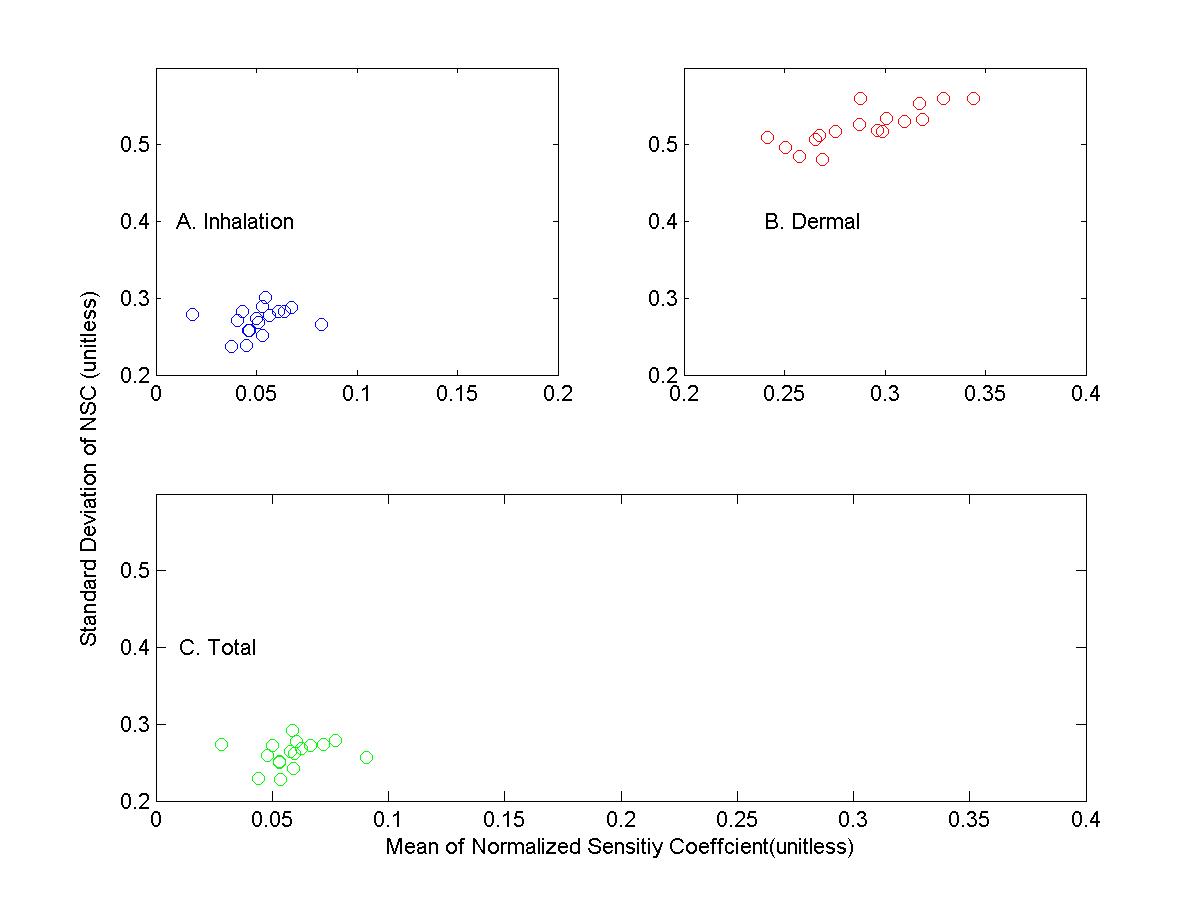 0.5
0.4
0.3
0.2
A. Inhalation
0 0.05 0.1 0.15 0.2
0.5
0.4
0.3
0.2
B. Dermal
0.2 0.25 0.3 0.35 0.4
Standard Deviation of NSC (unitless)
0.5
0.4
0.3
0.2
C. Total
0 0.05 0.1 0.15 0.2 0.25 0.3 0.35 0.4
Mean of Normalized Sensitiy Coeffcient(unitless)